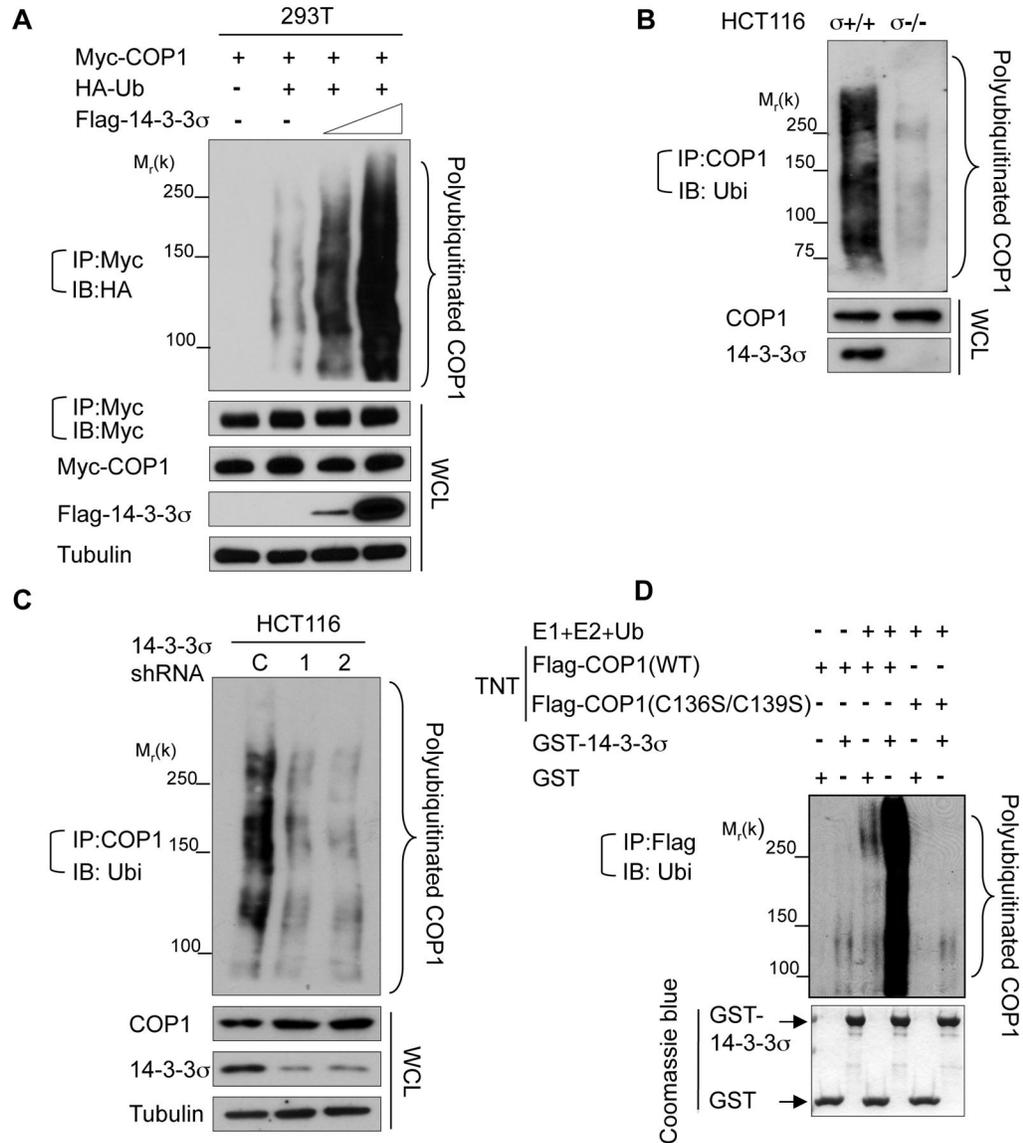 A
293T
Myc-COP1 + + + +
HA-Ub - + + +
Flag-14-3-3σ - -
Mr(k)
250
150
100
IP:Myc
IB:HA
Polyubiquitinated COP1
IP:Myc
IB:Myc
Myc-COP1
Flag-14-3-3σ
Tubulin
WCL
B
HCT116 σ+/+ σ-/-
Mr(k)
250
150
100
75
IP:COP1
IB: Ubi
Polyubiquitinated COP1
COP1
14-3-3σ
WCL
C
HCT116
14-3-3σ
shRNA C 1 2
Mr(k)
250
150
100
IP:COP1
IB: Ubi
Polyubiquitinated COP1
COP1
14-3-3σ
Tubulin
WCL
D
E1+E2+Ub - - + + + +
TNT
Flag-COP1(WT) + + + + - -
Flag-COP1(C136S/C139S) - - - - + +
GST-14-3-3σ - + - + - +
GST + - + - + -
Mr(k)
250
150
100
IP:Flag
IB: Ubi
Polyubiquitinated COP1
Coomassie blue
GST-
14-3-3σ
GST